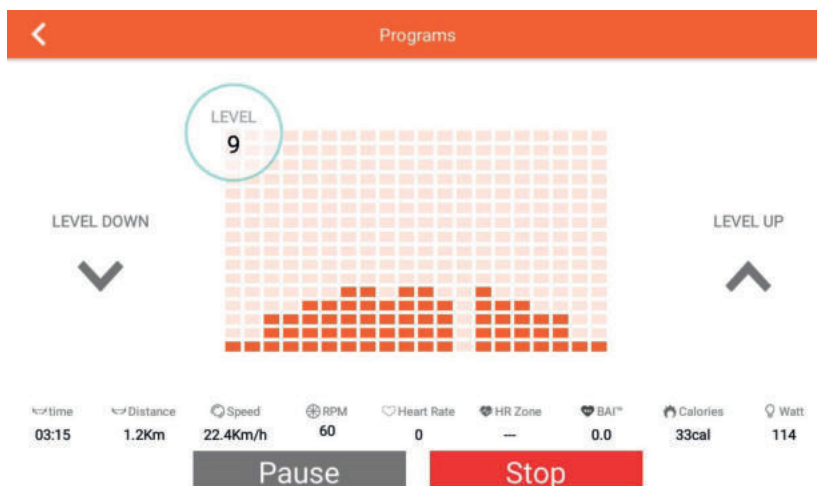 Programs
LEVEL
9
LEVEL DOWN
LEVEL UP
time Distance Speed RPM Heart Rate HR Zone BAI™ Calories Watt
03:15 1.2Km 22.4Km/h 60 0 --- 0.0 33cal 114
Pause Stop